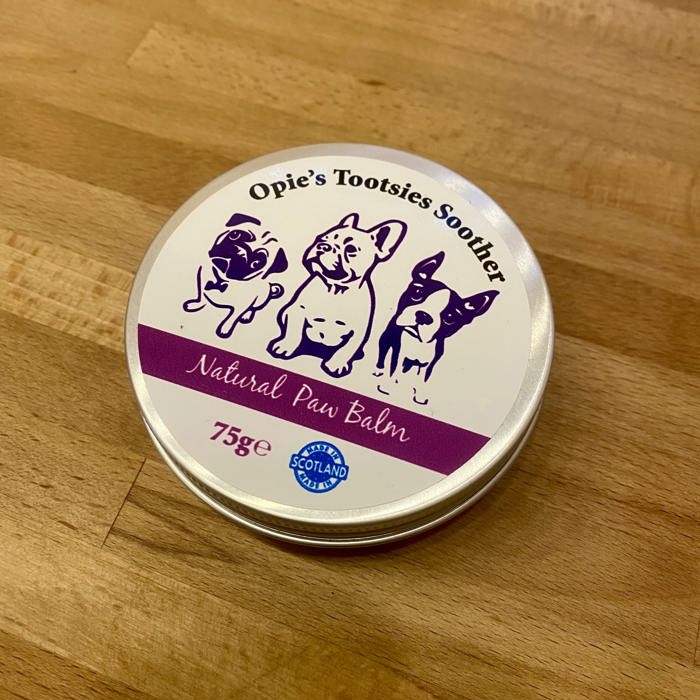 Opie's Tootsies Soother
Natural Paw Balm
75g℮
MADE IN
SCOTLAND
MADE IN